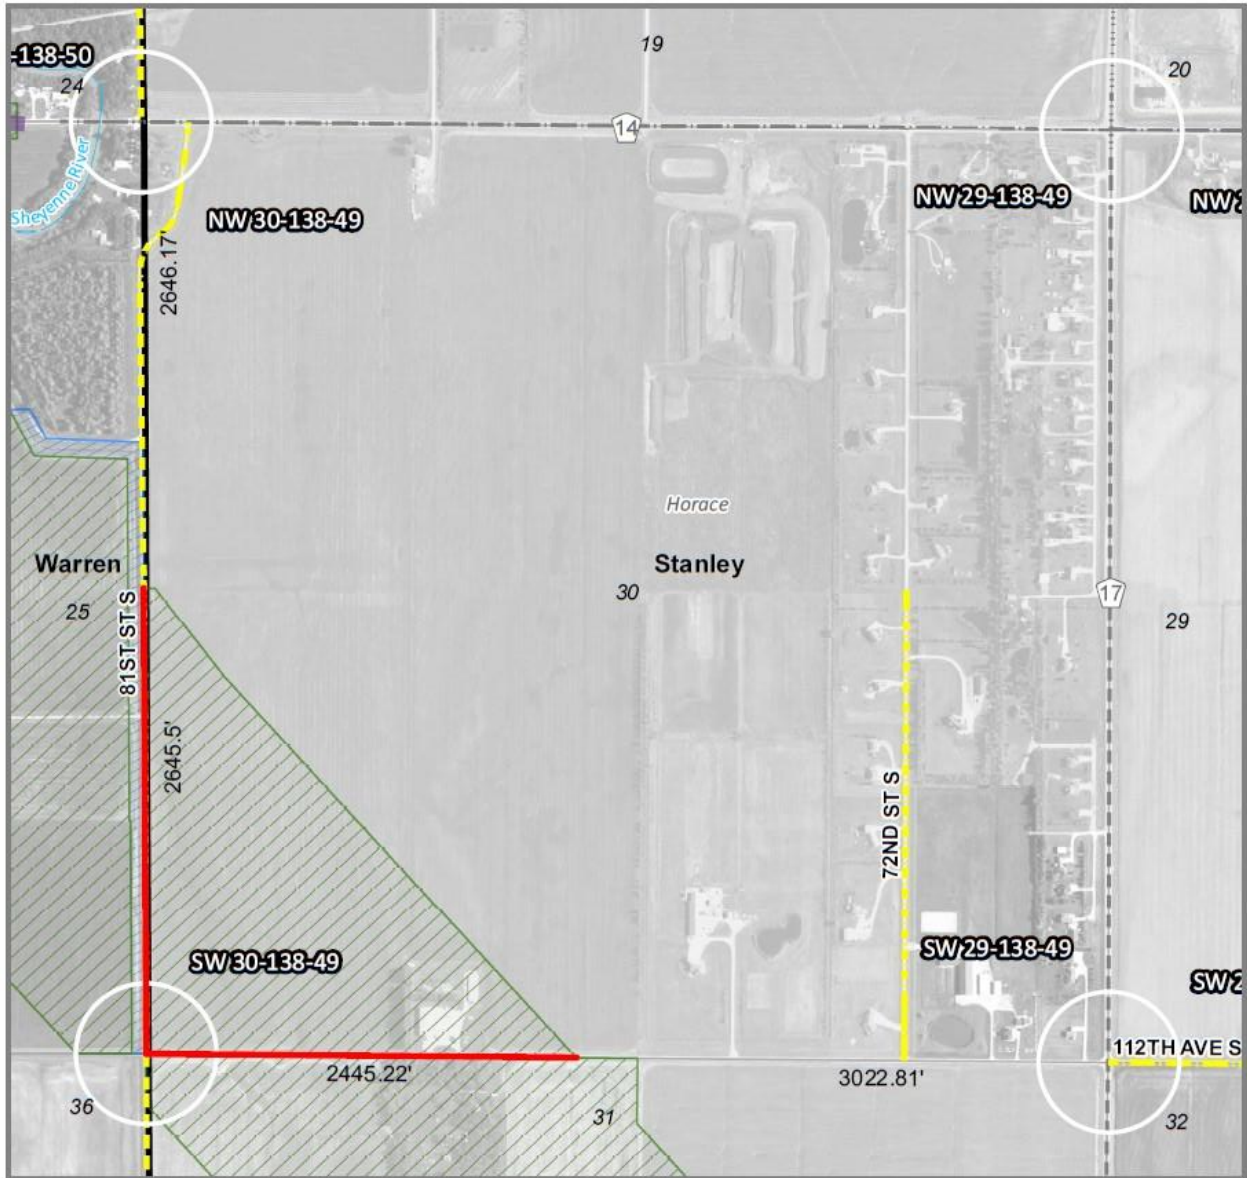 19
20
-138-50
24
14
Sheyenne River
NW 30-138-49
NW 29-138-49
NW 2
2646.17'
Horace
Warren
Stanley
25
30
17
29
81ST ST S
2645.5'
72ND ST S
SW 30-138-49
SW 29-138-49
SW 2
112TH AVE S
2445.22'
3022.81'
36
31
32